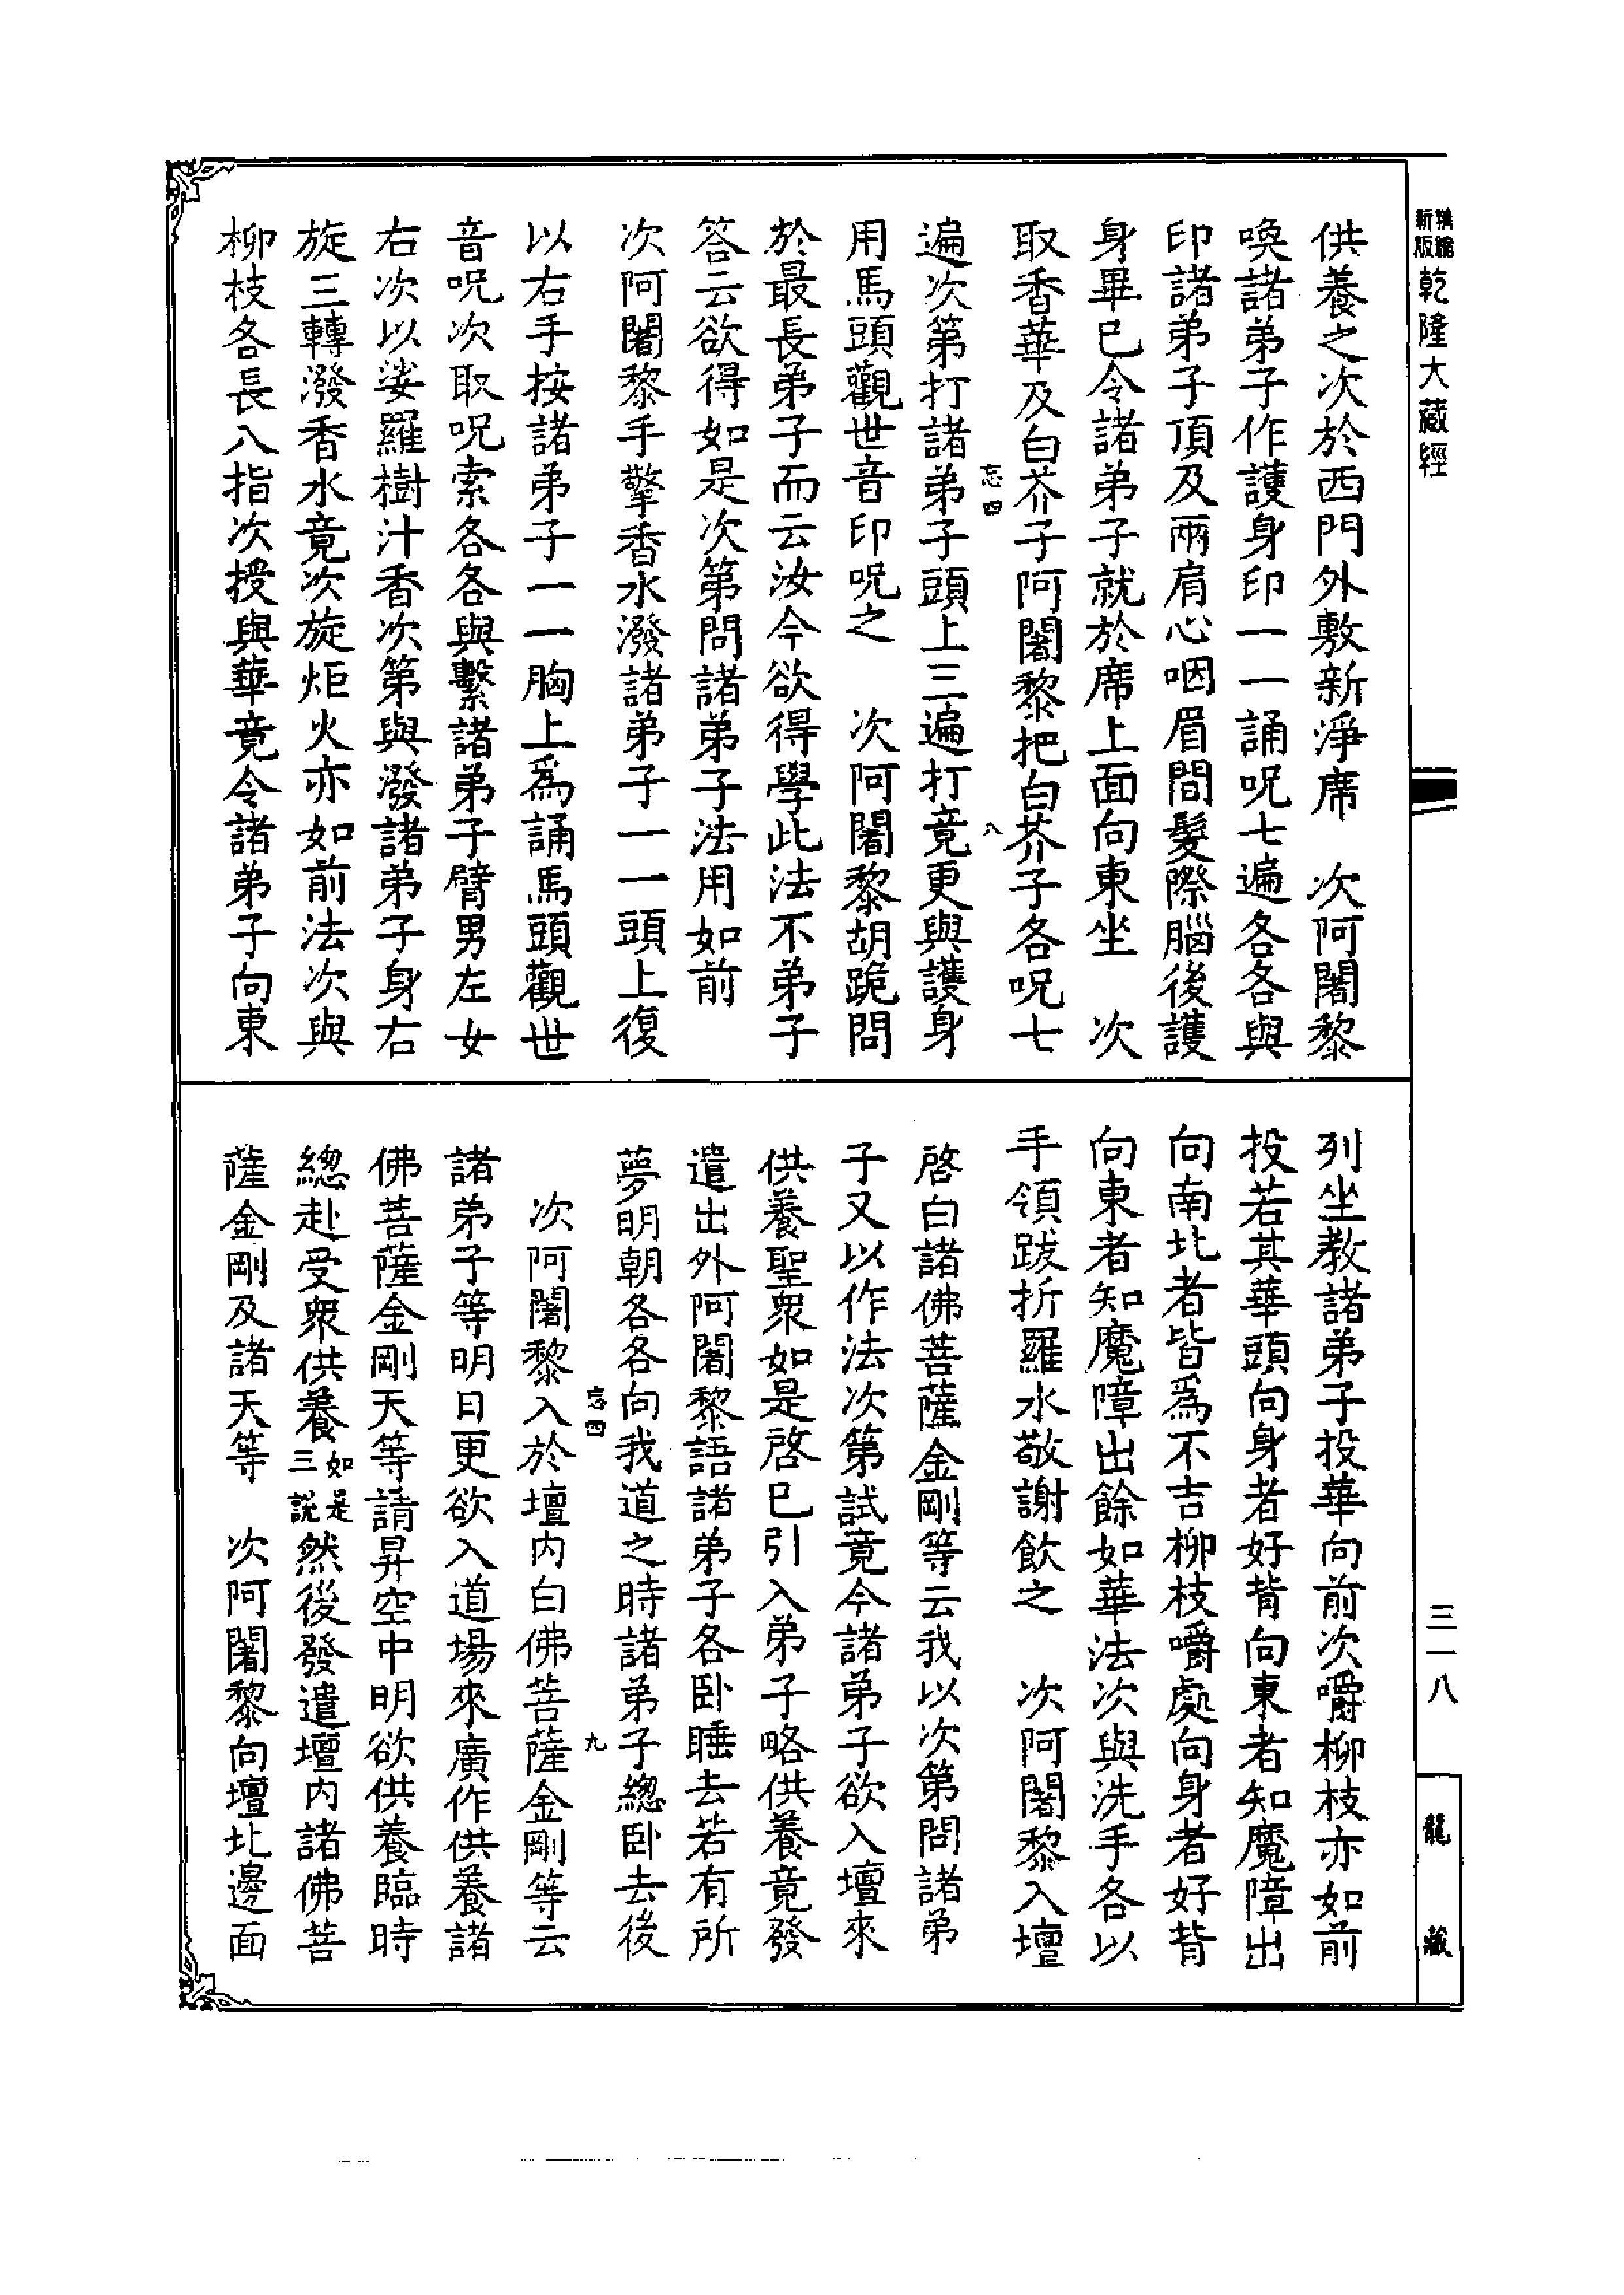 新版
精繪
乾隆大藏經
三一八
龍藏
供養之次於西門外敷新淨席　次阿闍黎
喚諸弟子作護身印一一誦呪七遍各各與
印諸弟子頂及兩肩心咽眉間髮際腦後護
身畢已令諸弟子就於席上面向東坐　次
取香華及白芥子阿闍黎把白芥子各呪七
忘四　八
遍次第打諸弟子頭上三遍打竟更與護身
用馬頭觀世音印呪之　次阿闍黎胡跪問
於最長弟子而云汝今欲得學此法不弟子
答云欲得如是次第問諸弟子法用如前
次阿闍黎手擎香水潑諸弟子一一頭上復
以右手按諸弟子一一胸上爲誦馬頭觀世
音呪次取呪索各各與繫諸弟子臂男左女
右次以娑羅樹汁香次第與潑諸弟子身右
旋三轉潑香水竟次旋炬火亦如前法次與
柳枝各長八指次授與華竟令諸弟子向東
列坐教諸弟子投華向前次嚼柳枝亦如前
投若其華頭向身者好背向東者知魔障出
向南北者皆爲不吉柳枝嚼處向身者好背
向東者知魔障出餘如華法次與洗手各以
手領跋折羅水敬謝飲之　次阿闍黎入壇
啓白諸佛菩薩金剛等云我以次第問諸弟
子又以作法次第試竟今諸弟子欲入壇來
供養聖衆如是啓已引入弟子略供養竟發
遣出外阿闍黎語諸弟子各卧睡去若有所
夢明朝各各向我道之時諸弟子總卧去後
忘四　九
次阿闍黎入於壇内白佛菩薩金剛等云
諸弟子等明日更欲入道場來廣作供養諸
佛菩薩金剛天等請昇空中明欲供養臨時
總赴受衆供養如是三說然後發遣壇内諸佛菩
薩金剛及諸天等　次阿闍黎向壇北邊面